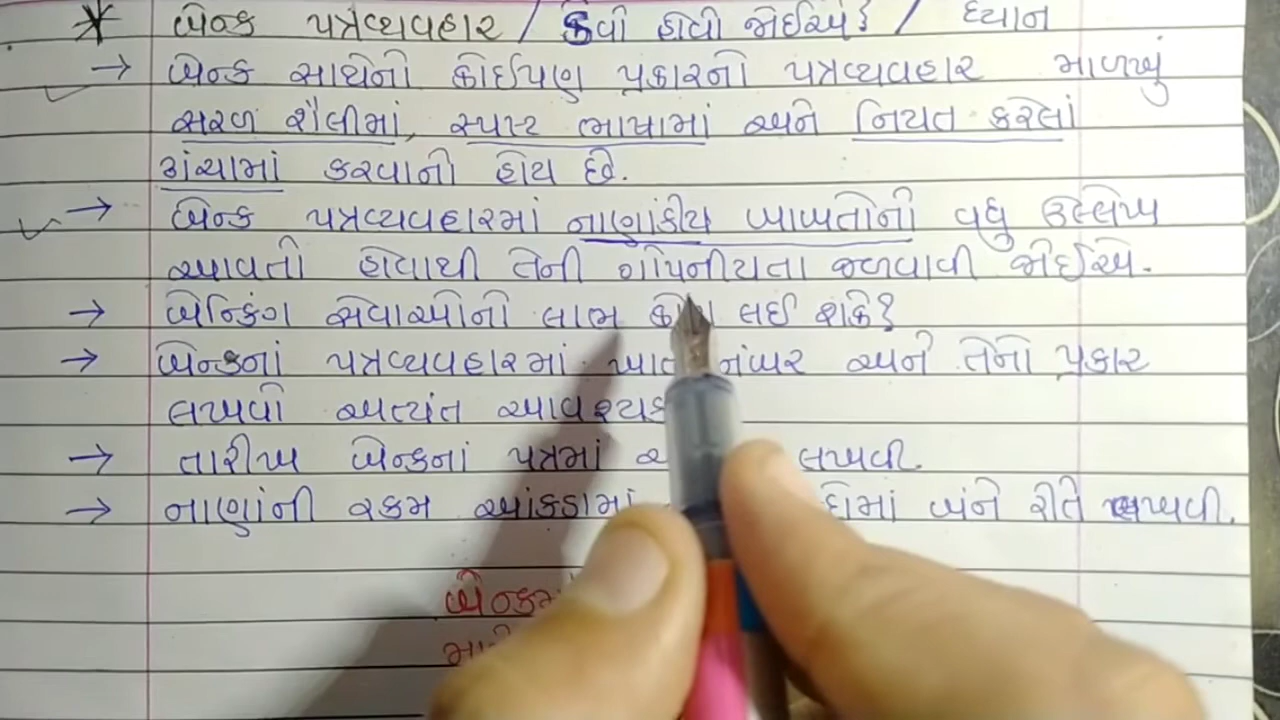 * બેન્ક પત્રવ્યવહાર / કેવો હોવો જોઈએ? / ધ્યાન
→ બેન્ક સાથેનો કોઈપણ પ્રકારનો પત્રવ્યવહાર માળખું
સરળ શૈલીમાં, સ્પષ્ટ ભાષામાં અને નિયત કરેલાં
ઢાંચામાં કરવાનો હોય છે.
→ બેન્ક પત્રવ્યવહારમાં નાણાંકીય બાબતોનો વધુ ઉલ્લેખ
આવતો હોવાથી તેની ગોપનીયતા જળવાવી જોઈએ.
→ બેન્કિંગ સેવાઓનો લાભ લઈ શકે?
→ બેન્કનાં પત્રવ્યવહારમાં નંબર અને તેનો પ્રકાર
લખવો અત્યંત
→ તારીખ બેન્કનાં પત્રમાં લખવી.
→ નાણાંની રકમ આંકડામાં બંને રીતે લખવી.